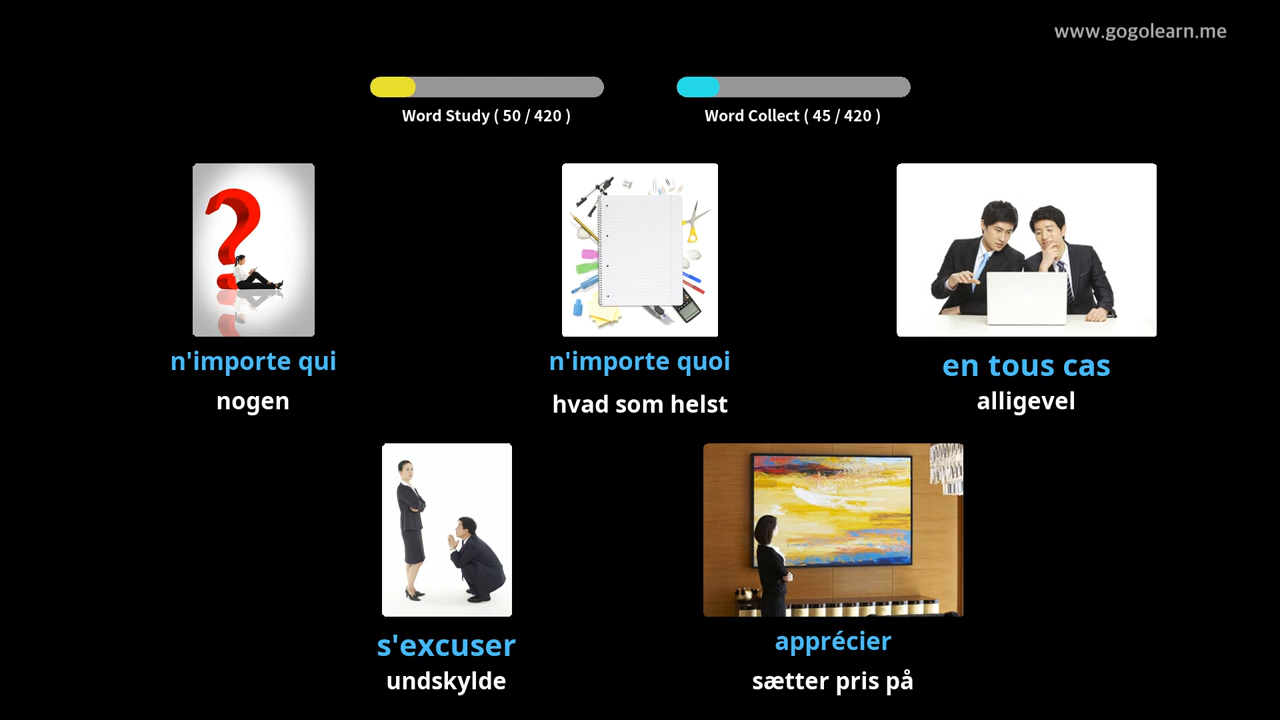 www.gogolearn.me
Word Study ( 50 / 420 )
Word Collect ( 45 / 420 )
n'importe qui
nogen
n'importe quoi
hvad som helst
en tous cas
alligevel
s'excuser
undskylde
apprécier
sætter pris på